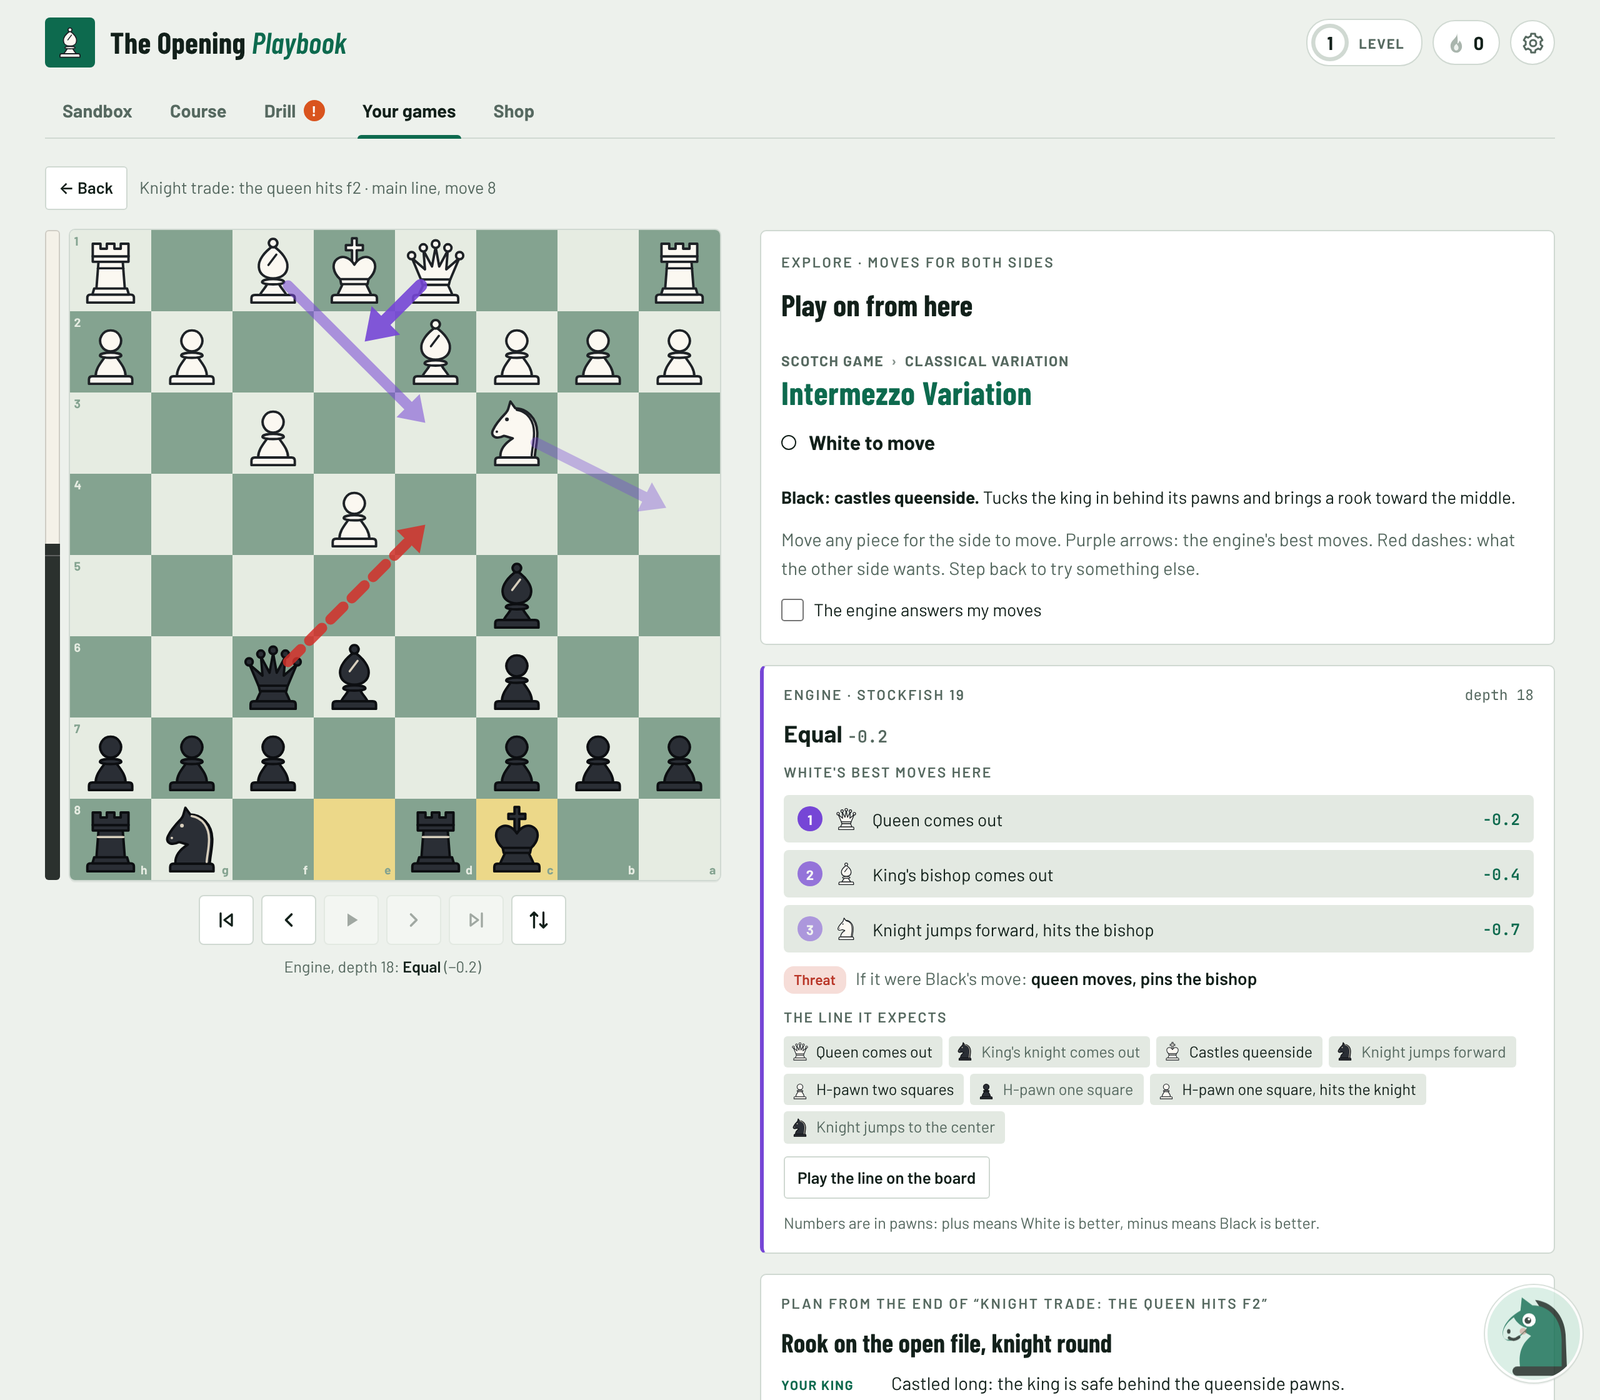 The Opening Playbook
1 LEVEL
0
Sandbox Course Drill ! Your games Shop
← Back
Knight trade: the queen hits f2 · main line, move 8
1
2
3
4
5
6
7
8
h g f e d c b a
Engine, depth 18: Equal (−0.2)
EXPLORE · MOVES FOR BOTH SIDES
Play on from here
SCOTCH GAME › CLASSICAL VARIATION
Intermezzo Variation
White to move
Black: castles queenside. Tucks the king in behind its pawns and brings a rook toward the middle.
Move any piece for the side to move. Purple arrows: the engine's best moves. Red dashes: what
the other side wants. Step back to try something else.
The engine answers my moves
ENGINE · STOCKFISH 19 depth 18
Equal -0.2
WHITE'S BEST MOVES HERE
1 Queen comes out -0.2
2 King's bishop comes out -0.4
3 Knight jumps forward, hits the bishop -0.7
Threat If it were Black's move: queen moves, pins the bishop
THE LINE IT EXPECTS
Queen comes out King's knight comes out Castles queenside Knight jumps forward
H-pawn two squares H-pawn one square H-pawn one square, hits the knight
Knight jumps to the center
Play the line on the board
Numbers are in pawns: plus means White is better, minus means Black is better.
PLAN FROM THE END OF “KNIGHT TRADE: THE QUEEN HITS F2”
Rook on the open file, knight round
YOUR KING Castled long: the king is safe behind the queenside pawns.